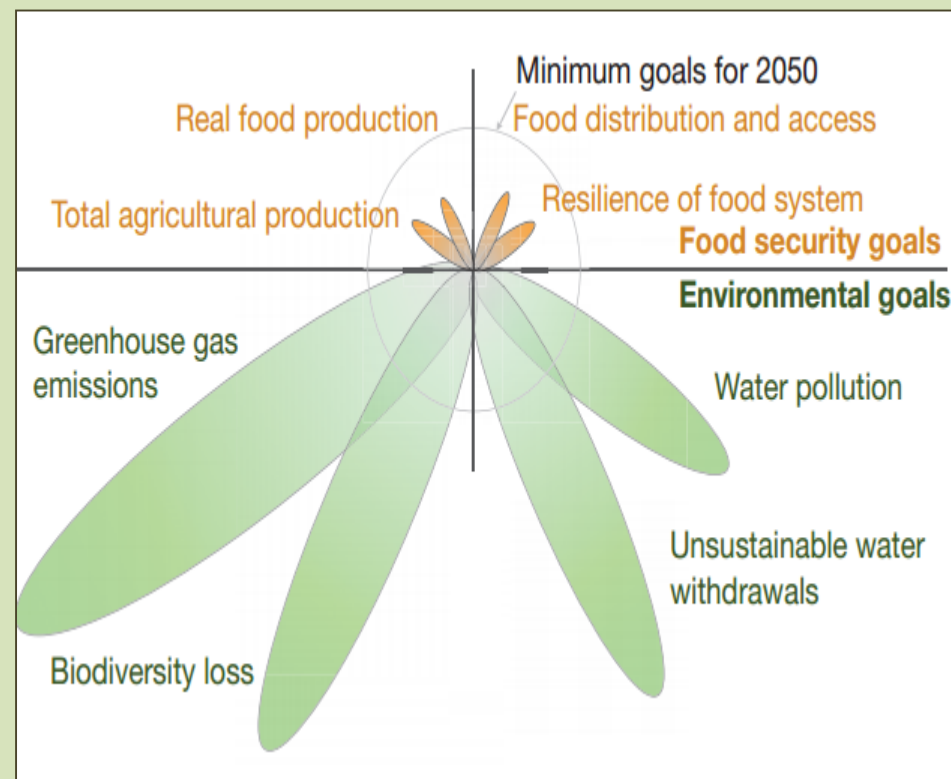 Minimum goals for 2050
Real food production
Food distribution and access
Total agricultural production
Resilience of food system
Food security goals
Environmental goals
Greenhouse gas
emissions
Water pollution
Unsustainable water
withdrawals
Biodiversity loss